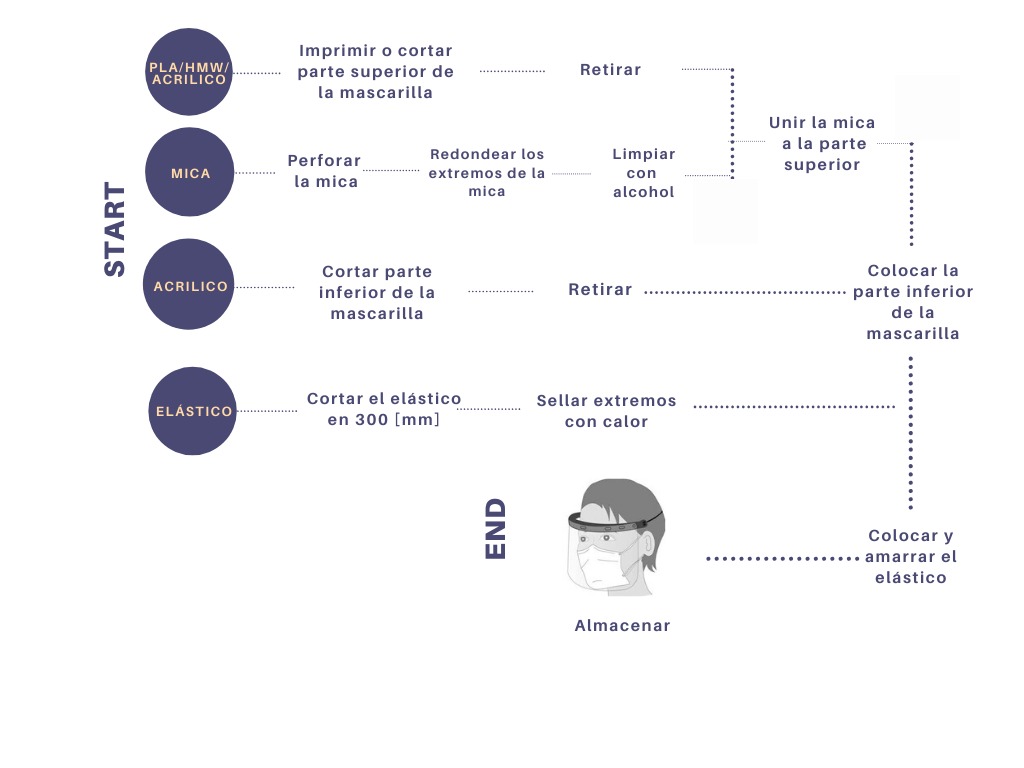 START
PLA/HMW/
ACRILICO
Imprimir o cortar
parte superior de
la mascarilla
Retirar
MICA
Perforar
la mica
Redondear los
extremos de la
mica
Limpiar
con
alcohol
Unir la mica
a la parte
superior
ACRILICO
Cortar parte
inferior de la
mascarilla
Retirar
Colocar la
parte inferior
de la
mascarilla
ELÁSTICO
Cortar el elástico
en 300 [mm]
Sellar extremos
con calor
Colocar y
amarrar el
elástico
END
Almacenar